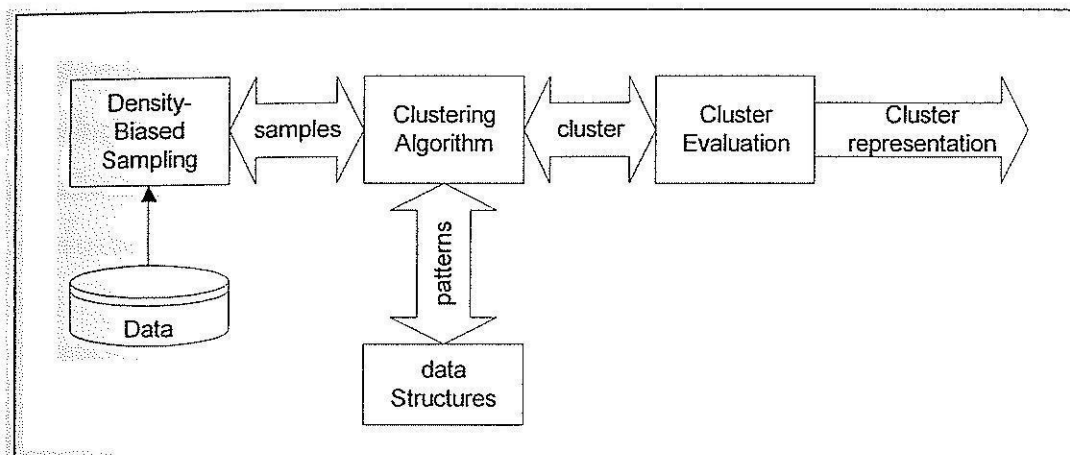 Density-
Biased
Sampling
samples
Clustering
Algorithm
cluster
Cluster
Evaluation
Cluster
representation
patterns
Data
data
Structures